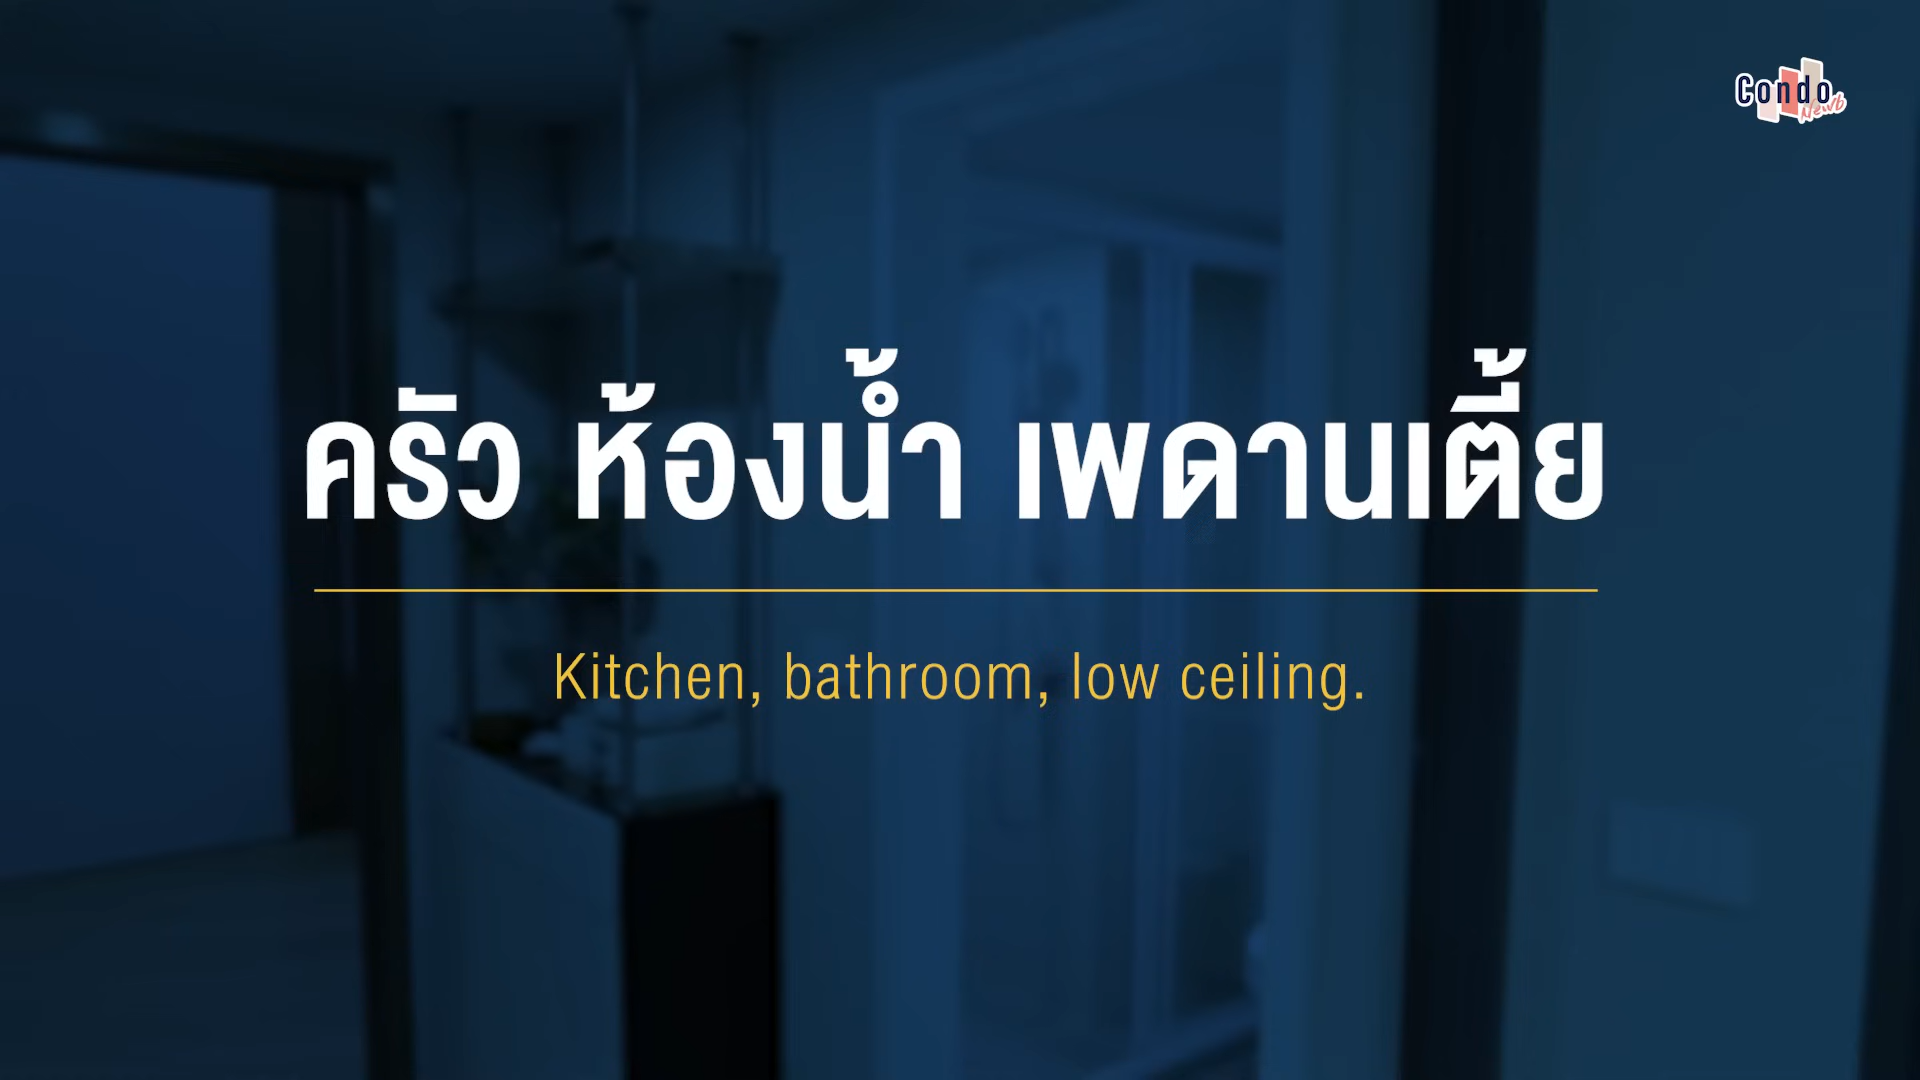 Condo
Newb
ครัว ห้องน้ำ เพดานเตี้ย
Kitchen, bathroom, low ceiling.